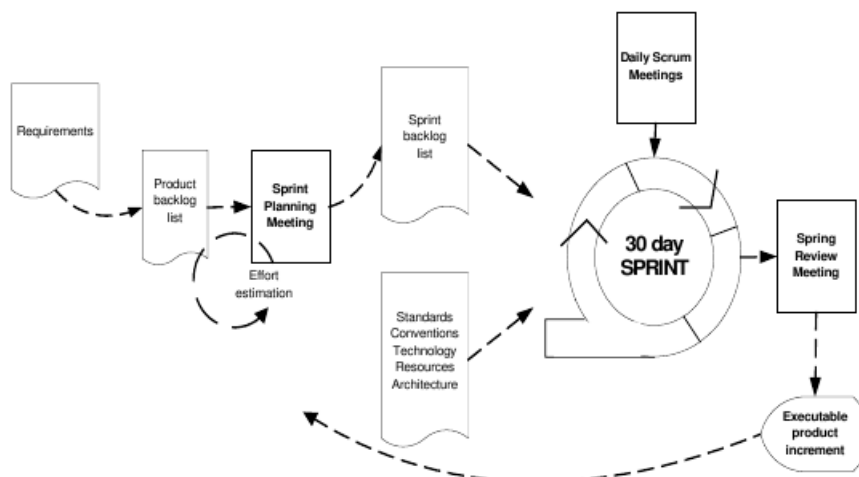 Requirements
Product
backlog
list
Sprint
Planning
Meeting
Effort
estimation
Sprint
backlog
list
Standards
Conventions
Technology
Resources
Architecture
Daily Scrum
Meetings
30 day
SPRINT
Spring
Review
Meeting
Executable
product
increment